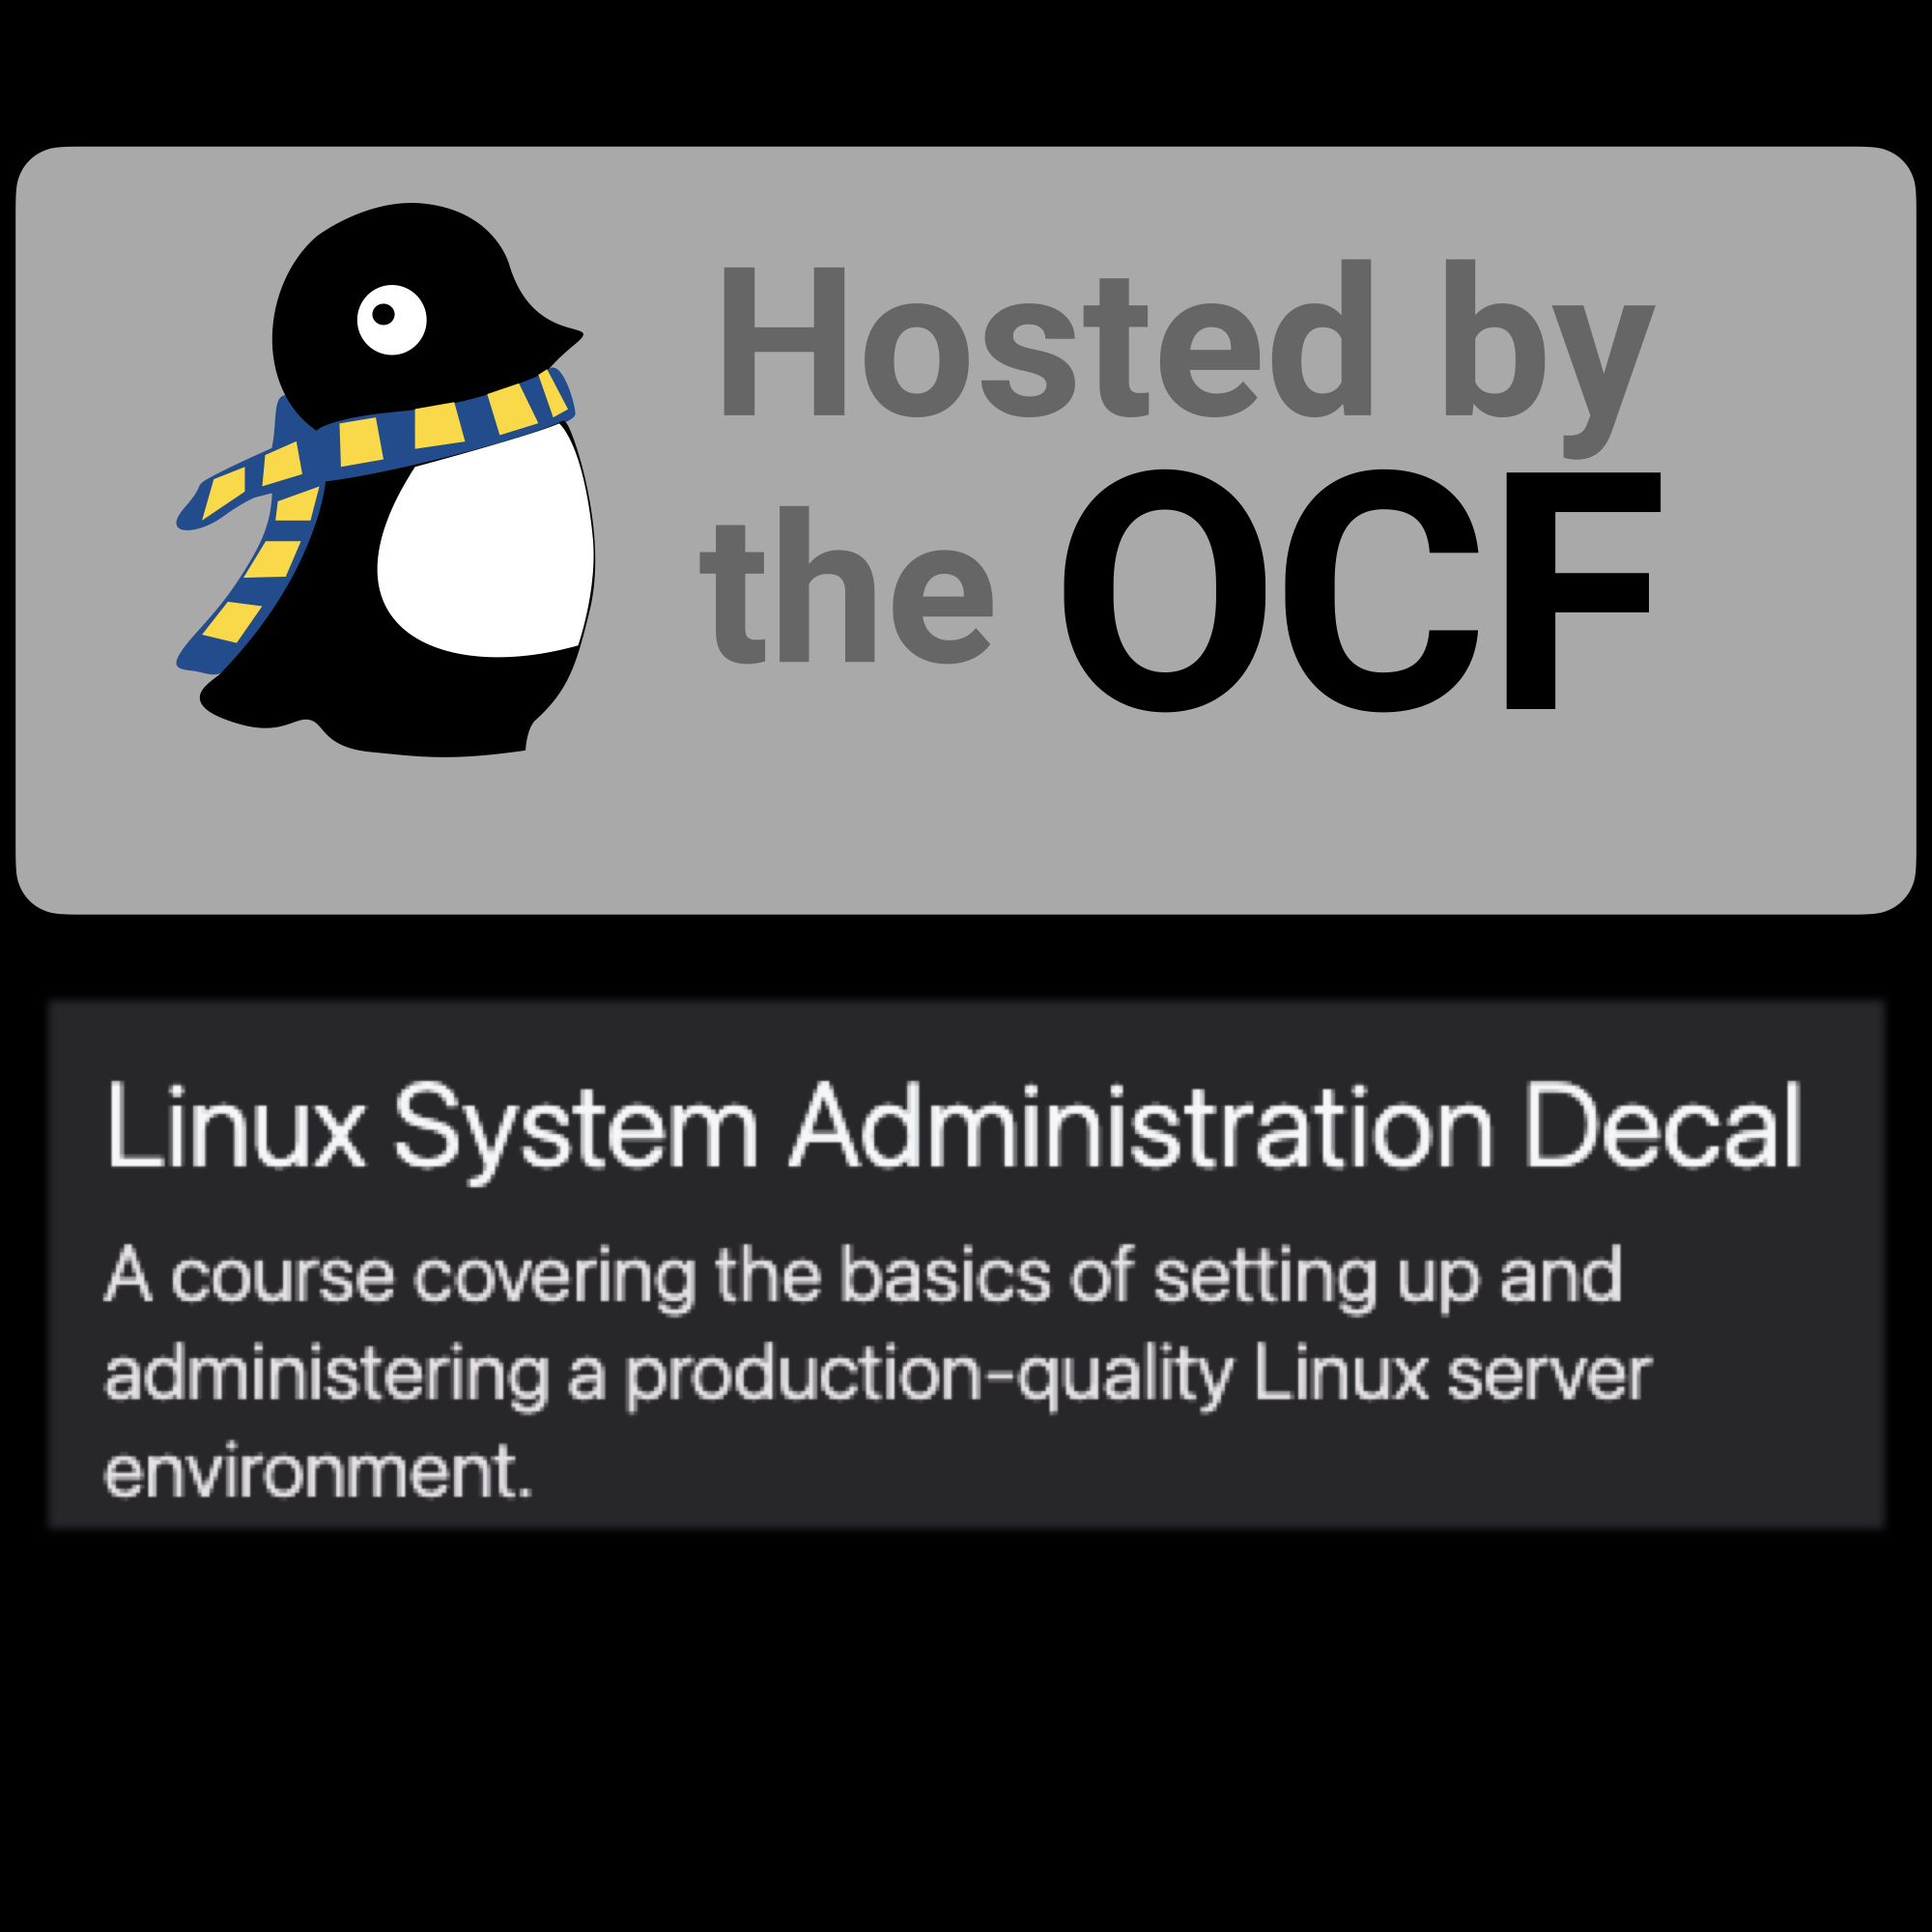 Hosted by
the OCF
Linux System Administration Decal
A course covering the basics of setting up and
administering a production-quality Linux server
environment.